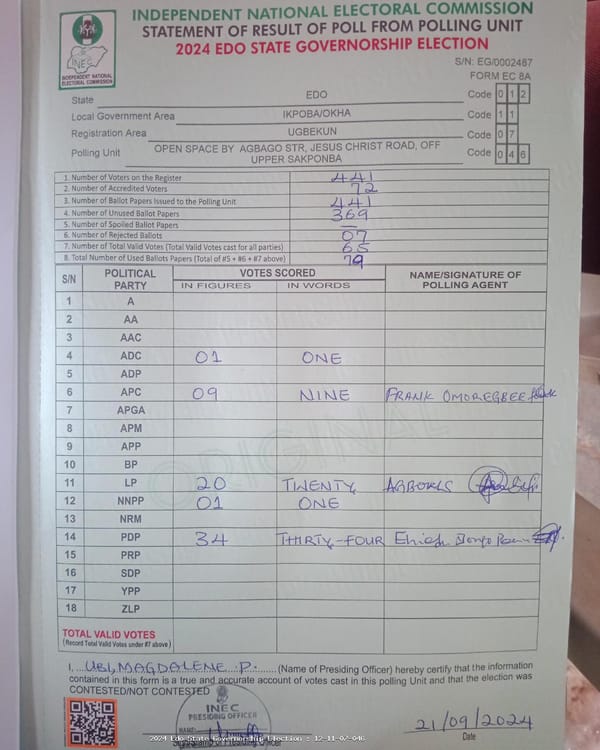 INDEPENDENT NATIONAL ELECTORAL COMMISSION
STATEMENT OF RESULT OF POLL FROM POLLING UNIT
2024 EDO STATE GOVERNORSHIP ELECTION
INEC
INDEPENDENT NATIONAL ELECTORAL COMMISSION
S/N: EG/0002487
FORM EC 8A
State EDO Code 0 1 2
Local Government Area IKPOBA/OKHA Code 1 1
Registration Area UGBEKUN Code 0 7
Polling Unit OPEN SPACE BY AGBAGO STR, JESUS CHRIST ROAD, OFF UPPER SAKPONBA Code 0 4 6
1. Number of Voters on the Register 441
2. Number of Accredited Voters 72
3. Number of Ballot Papers Issued to the Polling Unit 441
4. Number of Unused Ballot Papers 369
5. Number of Spoiled Ballot Papers —
6. Number of Rejected Ballots 07
7. Number of Total Valid Votes (Total Valid Votes cast for all parties) 65
8. Total Number of Used Ballots Papers (Total of #5 + #6 + #7 above)
S/N POLITICAL PARTY VOTES SCORED NAME/SIGNATURE OF POLLING AGENT
IN FIGURES IN WORDS
1 A
2 AA
3 AAC
4 ADC 01 ONE
5 ADP
6 APC 09 NINE FRANK OMOREGBEE
7 APGA
8 APM
9 APP
10 BP
11 LP 20 TWENTY
12 NNPP 01 ONE
13 NRM
14 PDP 34 THIRTY-FOUR
15 PRP
16 SDP
17 YPP
18 ZLP
TOTAL VALID VOTES
(Record Total Valid Votes under #7 above)
ORIGINAL
I, UBI, MAGDALENE .P. (Name of Presiding Officer) hereby certify that the information
contained in this form is a true and accurate account of votes cast in this polling Unit and that the election was
CONTESTED/NOT CONTESTED
INEC
PRESIDING OFFICER
NAME:
21/09/2024
Sign/Stamp of Presiding Officer Date
2024 Edo State Governorship Election : 12-11-07-046